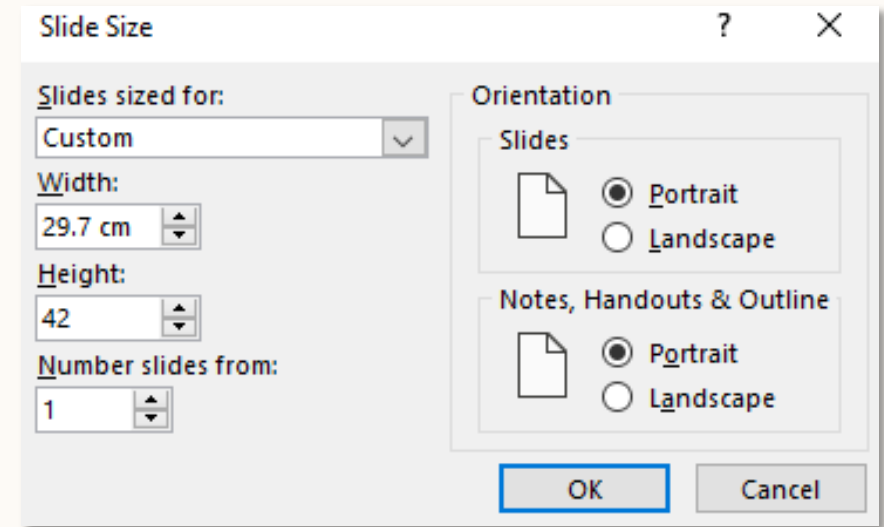 Slide Size
?
Slides sized for:
Custom
Width:
29.7 cm
Height:
42
Number slides from:
1
Orientation
Slides
Portrait
Landscape
Notes, Handouts & Outline
Portrait
Landscape
OK
Cancel